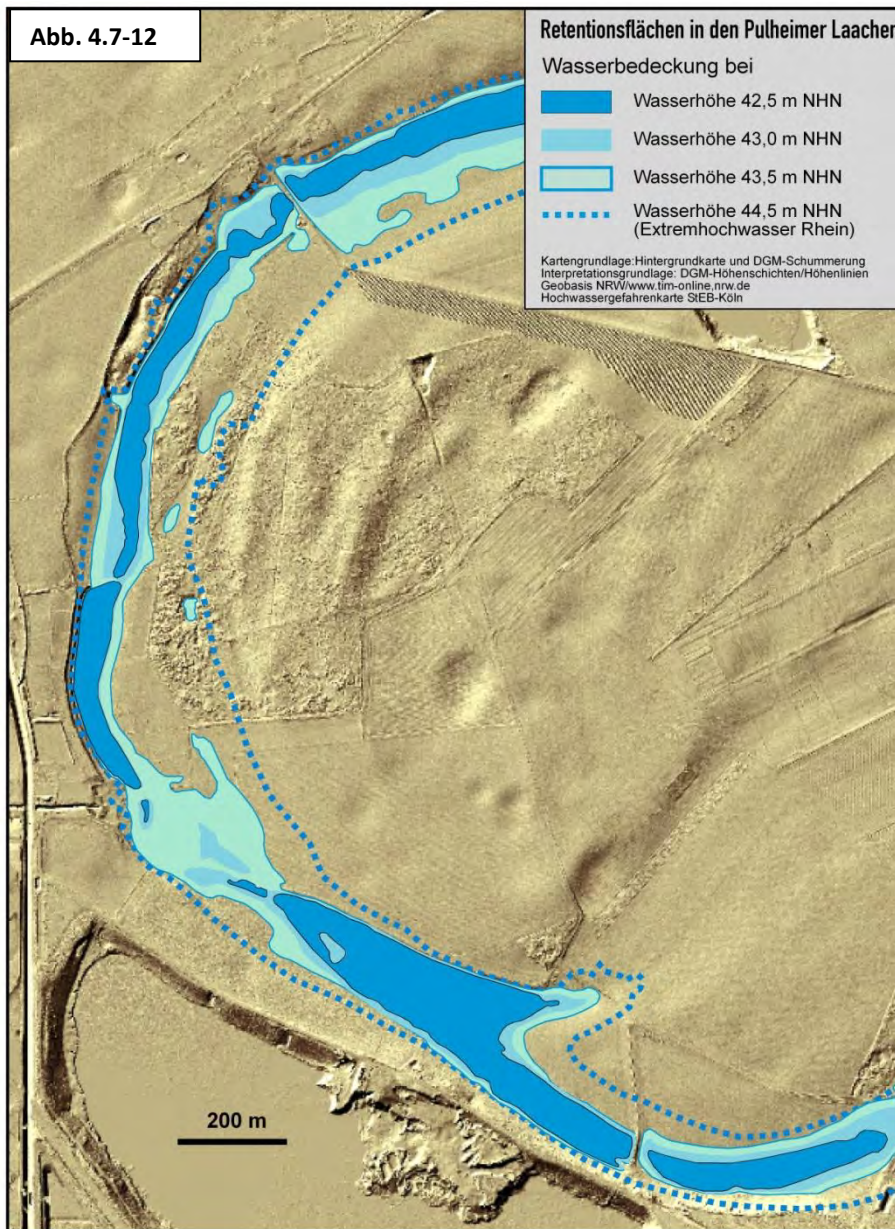 Abb. 4.7-12
Retentionsflächen in den Pulheimer Laachen
Wasserbedeckung bei
Wasserhöhe 42,5 m NHN
Wasserhöhe 43,0 m NHN
Wasserhöhe 43,5 m NHN
Wasserhöhe 44,5 m NHN
(Extremhochwasser Rhein)
Kartengrundlage:Hintergrundkarte und DGM-Schummerung
Interpretationsgrundlage: DGM-Höhenschichten/Höhenlinien
Geobasis NRW/www.tim-online,nrw.de
Hochwassergefahrenkarte StEB-Köln
200 m